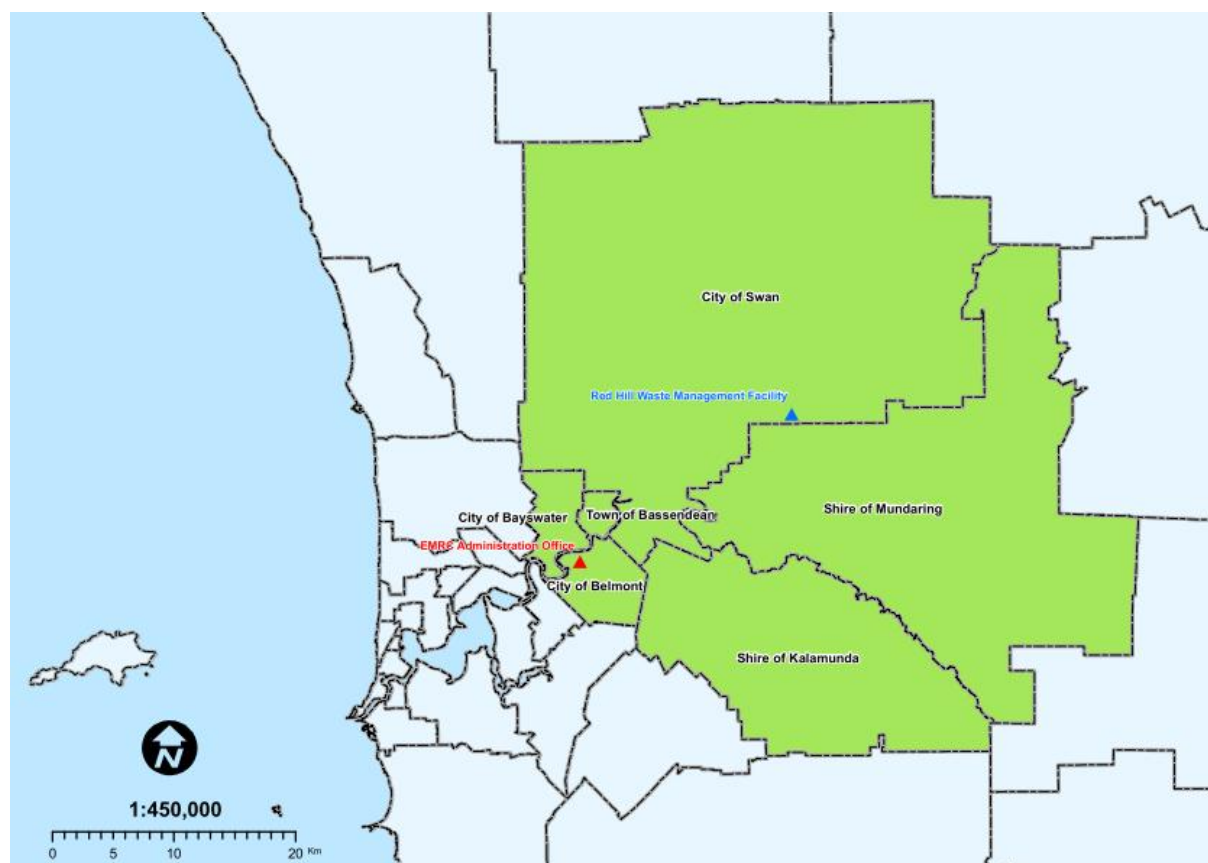 City of Swan
Red Hill Waste Management Facility
Shire of Mundaring
City of Bayswater
Town of Bassendean
EMRC Administration Office
City of Belmont
Shire of Kalamunda
N
1:450,000
0 5 10 20 Km